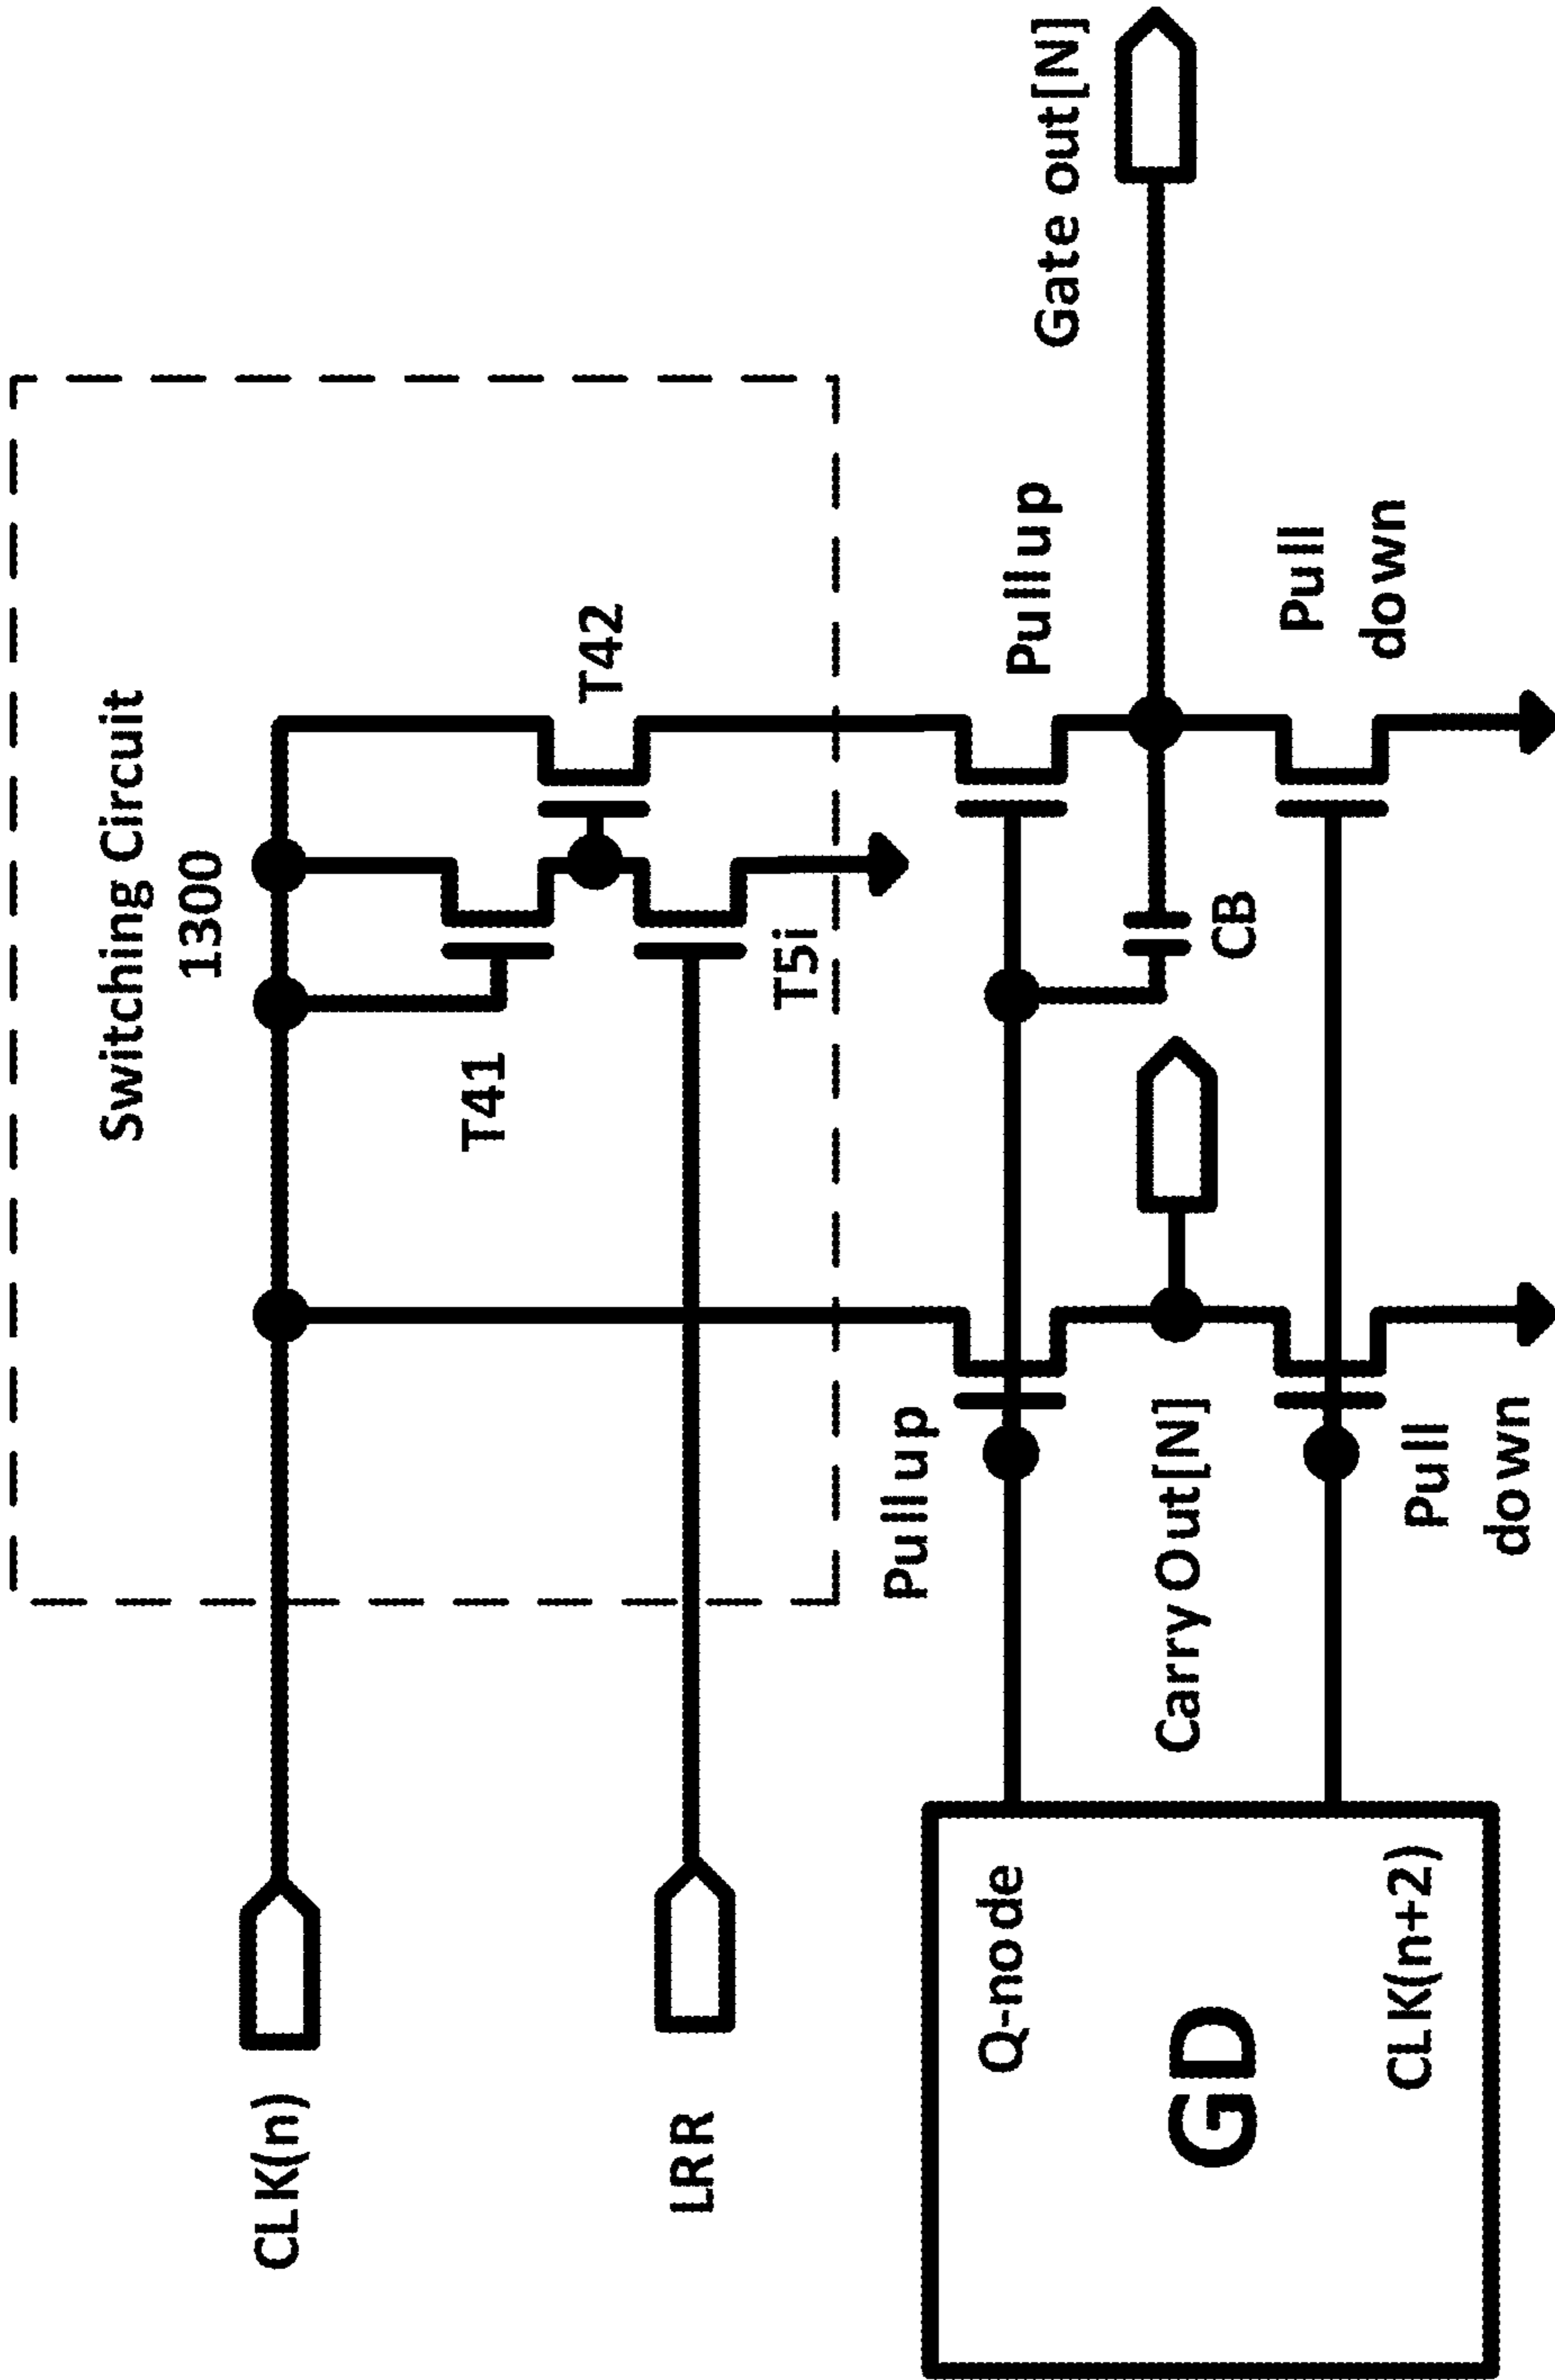 Switching Circuit
1300
CLK(n)
T41
T42
LRR
T5i
Pull up
Pull up
Gate out[N]
Q-node
GD
CLK(n+2)
Carry Out[N]
CB
Pull
down
Pull
down